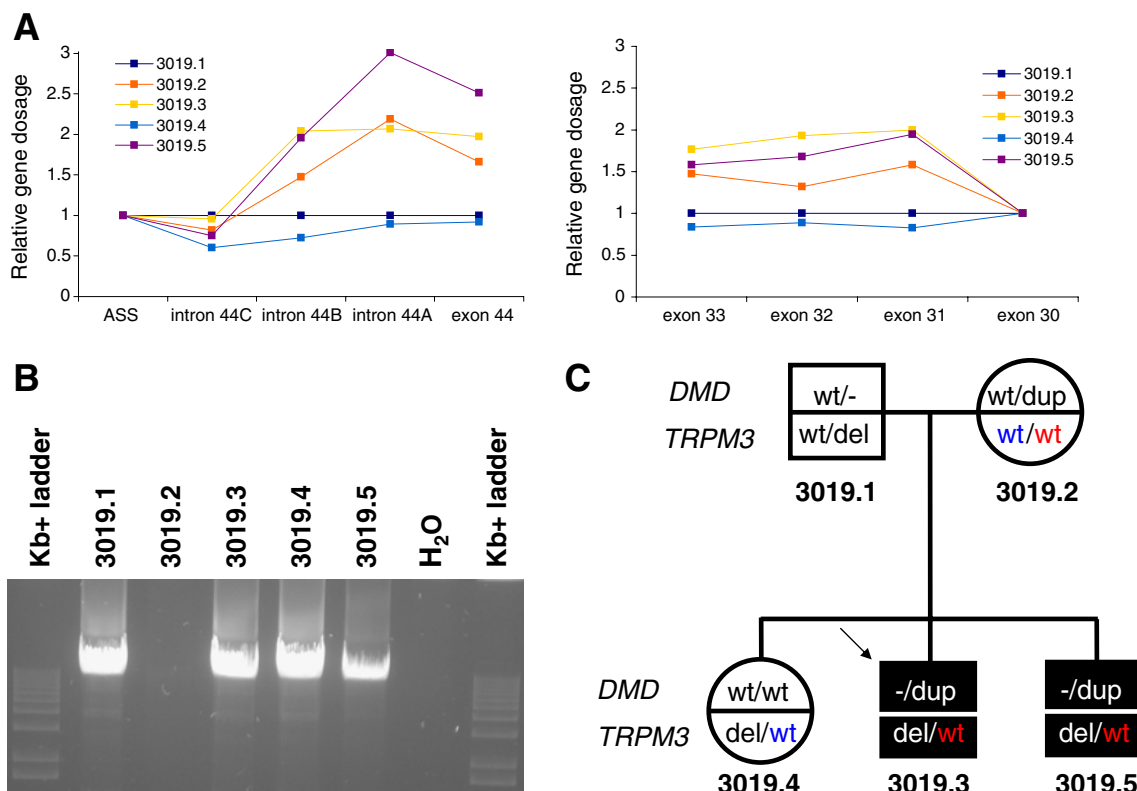 A
Relative gene dosage
3
2.5
2
1.5
1
0.5
0
3019.1
3019.2
3019.3
3019.4
3019.5
ASS
intron 44C
intron 44B
intron 44A
exon 44
Relative gene dosage
3
2.5
2
1.5
1
0.5
0
3019.1
3019.2
3019.3
3019.4
3019.5
exon 33
exon 32
exon 31
exon 30
B
Kb+ ladder
3019.1
3019.2
3019.3
3019.4
3019.5
H2O
Kb+ ladder
C
DMD
TRPM3
wt/-
wt/del
3019.1
wt/dup
wt/wt
3019.2
DMD
TRPM3
wt/wt
del/wt
3019.4
-/dup
del/wt
3019.3
-/dup
del/wt
3019.5